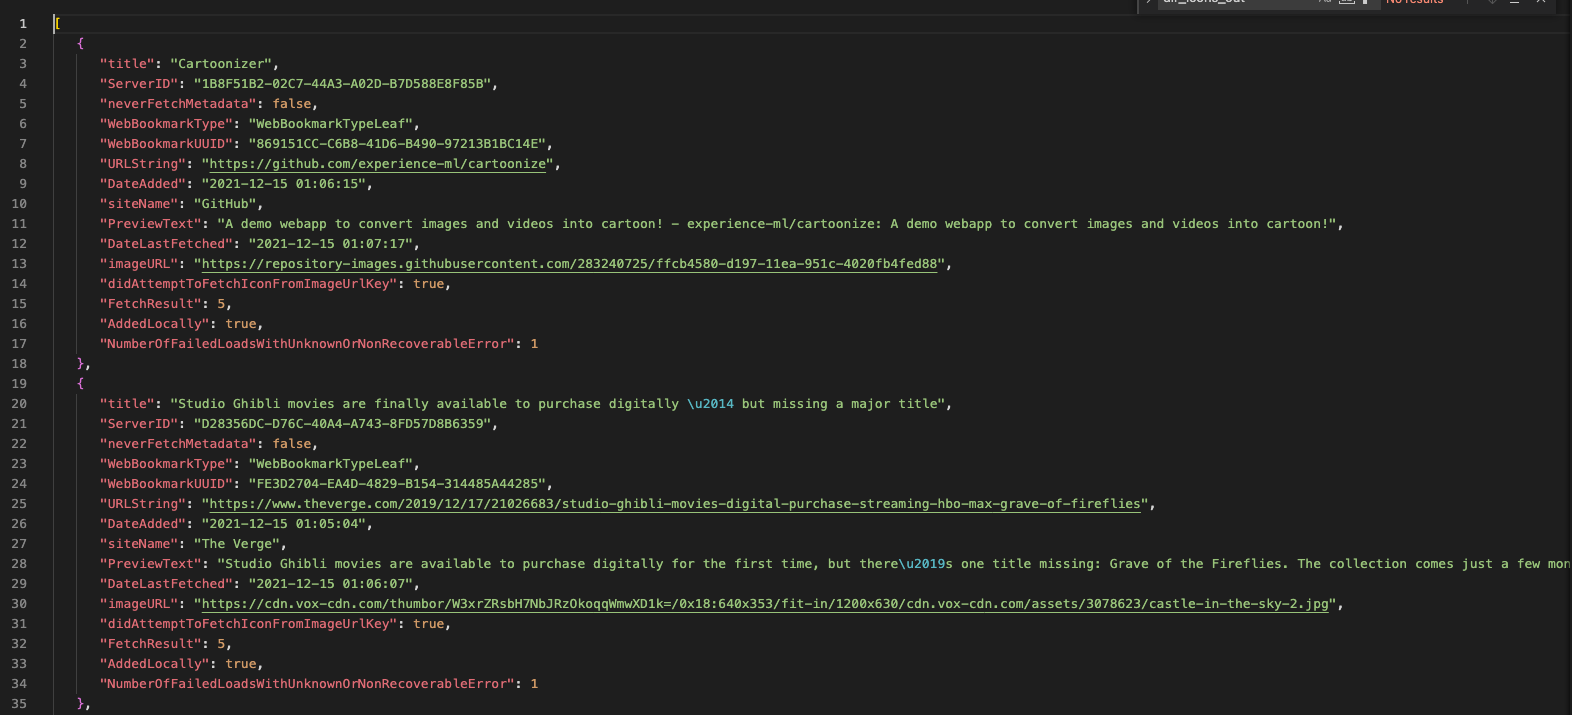 No results
1 [
2 {
3 "title": "Cartoonizer",
4 "ServerID": "1B8F51B2-02C7-44A3-A02D-B7D588E8F85B",
5 "neverFetchMetadata": false,
6 "WebBookmarkType": "WebBookmarkTypeLeaf",
7 "WebBookmarkUUID": "869151CC-C6B8-41D6-B490-97213B1BC14E",
8 "URLString": "https://github.com/experience-ml/cartoonize",
9 "DateAdded": "2021-12-15 01:06:15",
10 "siteName": "GitHub",
11 "PreviewText": "A demo webapp to convert images and videos into cartoon! - experience-ml/cartoonize: A demo webapp to convert images and videos into cartoon!",
12 "DateLastFetched": "2021-12-15 01:07:17",
13 "imageURL": "https://repository-images.githubusercontent.com/283240725/ffcb4580-d197-11ea-951c-4020fb4fed88",
14 "didAttemptToFetchIconFromImageUrlKey": true,
15 "FetchResult": 5,
16 "AddedLocally": true,
17 "NumberOfFailedLoadsWithUnknownOrNonRecoverableError": 1
18 },
19 {
20 "title": "Studio Ghibli movies are finally available to purchase digitally \u2014 but missing a major title",
21 "ServerID": "D28356DC-D76C-40A4-A743-8FD57D8B6359",
22 "neverFetchMetadata": false,
23 "WebBookmarkType": "WebBookmarkTypeLeaf",
24 "WebBookmarkUUID": "FE3D2704-EA4D-4829-B154-314485A44285",
25 "URLString": "https://www.theverge.com/2019/12/17/21026683/studio-ghibli-movies-digital-purchase-streaming-hbo-max-grave-of-fireflies",
26 "DateAdded": "2021-12-15 01:05:04",
27 "siteName": "The Verge",
28 "PreviewText": "Studio Ghibli movies are available to purchase digitally for the first time, but there\u2019s one title missing: Grave of the Fireflies. The collection comes just a few mon
29 "DateLastFetched": "2021-12-15 01:06:07",
30 "imageURL": "https://cdn.vox-cdn.com/thumbor/W3xrZRsbH7NbJRzOkoqqWmwXD1k=/0x18:640x353/fit-in/1200x630/cdn.vox-cdn.com/assets/3078623/castle-in-the-sky-2.jpg",
31 "didAttemptToFetchIconFromImageUrlKey": true,
32 "FetchResult": 5,
33 "AddedLocally": true,
34 "NumberOfFailedLoadsWithUnknownOrNonRecoverableError": 1
35 },